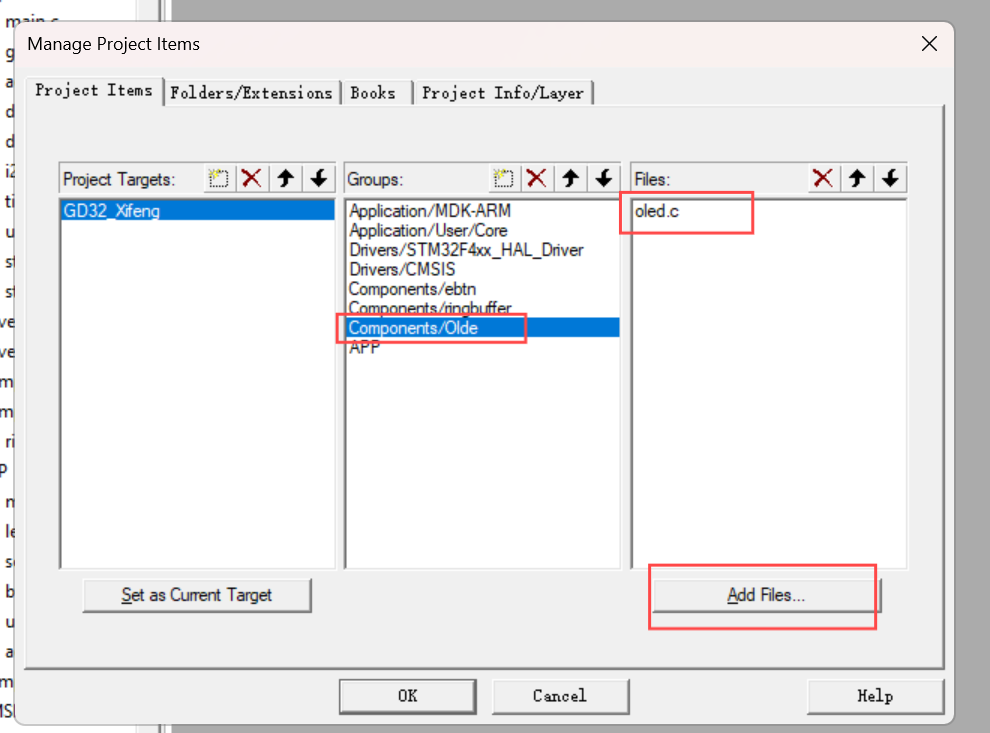 main.c
Manage Project Items
Project Items Folders/Extensions Books Project Info/Layer
Project Targets: Groups: Files:
GD32_Xifeng
Application/MDK-ARM
Application/User/Core
Drivers/STM32F4xx_HAL_Driver
Drivers/CMSIS
Components/ebtn
Components/ringbuffer
Components/Olde
APP
oled.c
Set as Current Target
Add Files...
OK Cancel Help